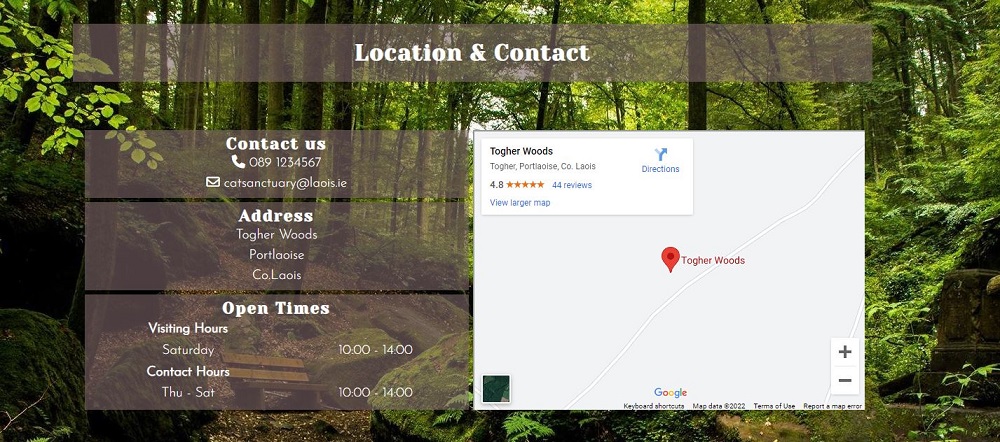 Location & Contact
Contact us
089 1234567
catsanctuary@laois.ie
Address
Togher Woods
Portlaoise
Co.Laois
Open Times
Visiting Hours
Saturday 10:00 - 14:00
Contact Hours
Thu - Sat 10:00 - 14:00
Togher Woods
Togher, Portlaoise, Co. Laois
Directions
4.8 44 reviews
View larger map
Togher Woods
Google
Keyboard shortcuts Map data ©2022 Terms of Use Report a map error